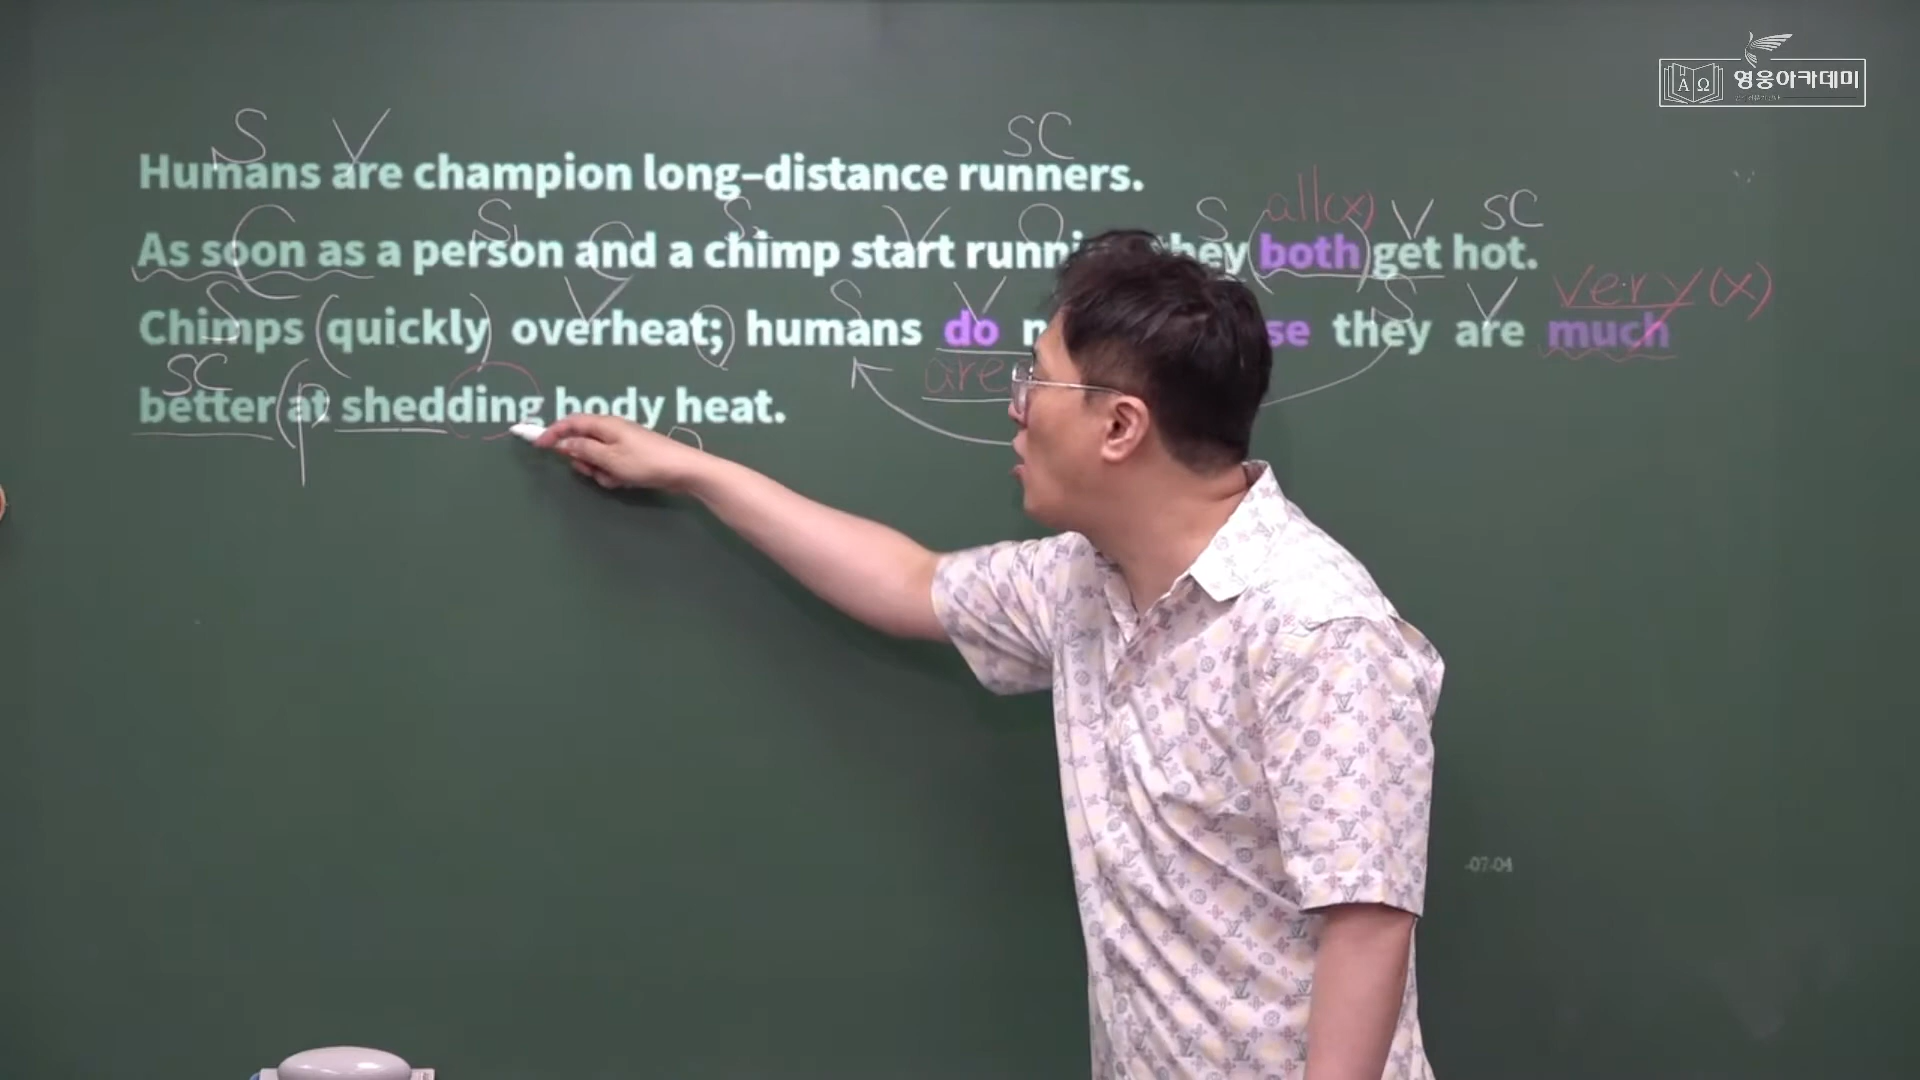 영웅아카데미
S V SC
Humans are champion long-distance runners.
S S V O S all(x) V SC
As soon as a person and a chimp start they both get hot.
S V S V S V very(x)
Chimps (quickly) overheat; humans do they are much
SC are
better at shedding body heat.
p
-07-04